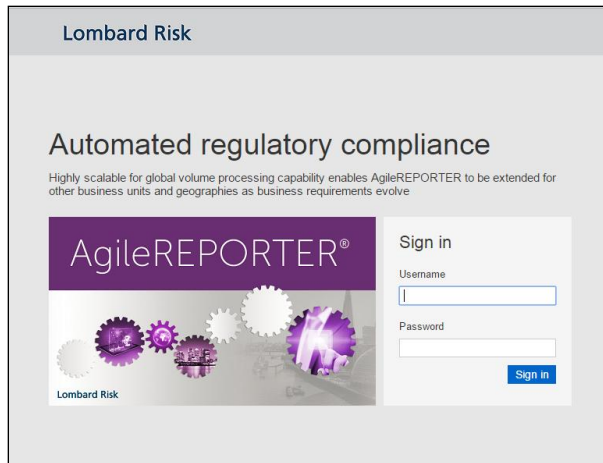 Lombard Risk
Automated regulatory compliance
Highly scalable for global volume processing capability enables AgileREPORTER to be extended for
other business units and geographies as business requirements evolve
AgileREPORTER®
Lombard Risk
Sign in
Username
Password
Sign in